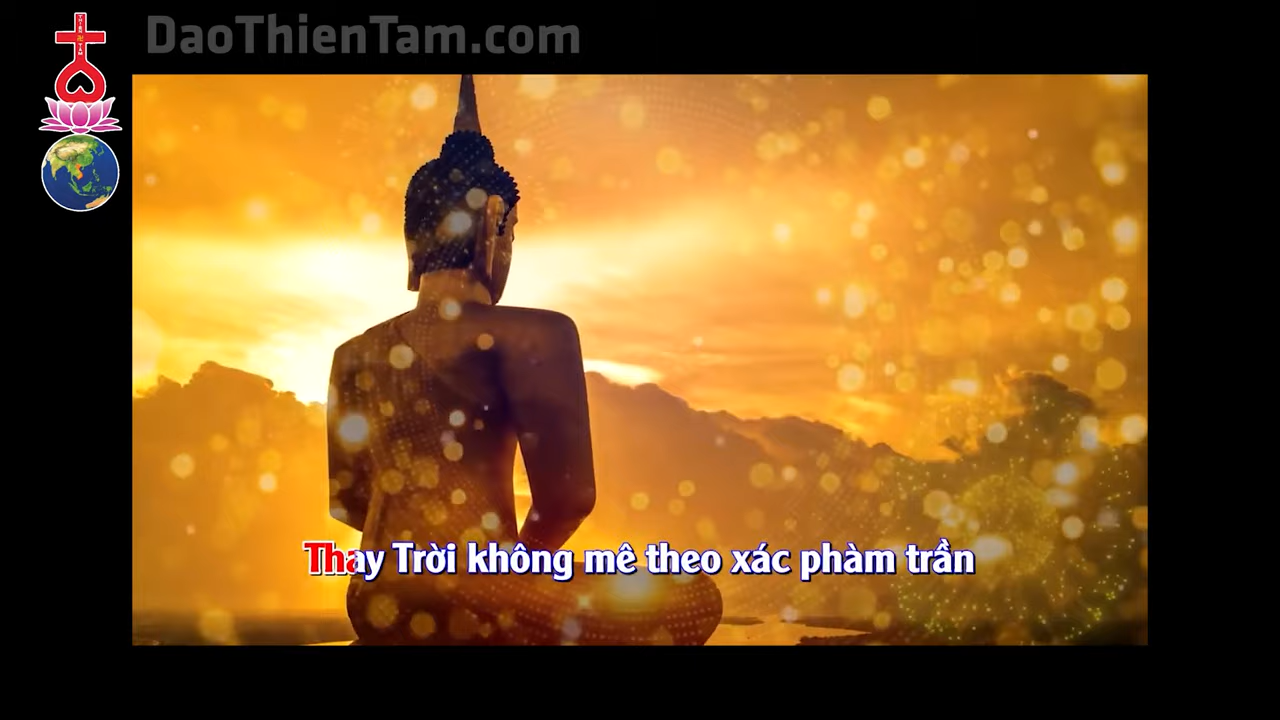 DaoThienTam.com
Thay Trời không mê theo xác phàm trần